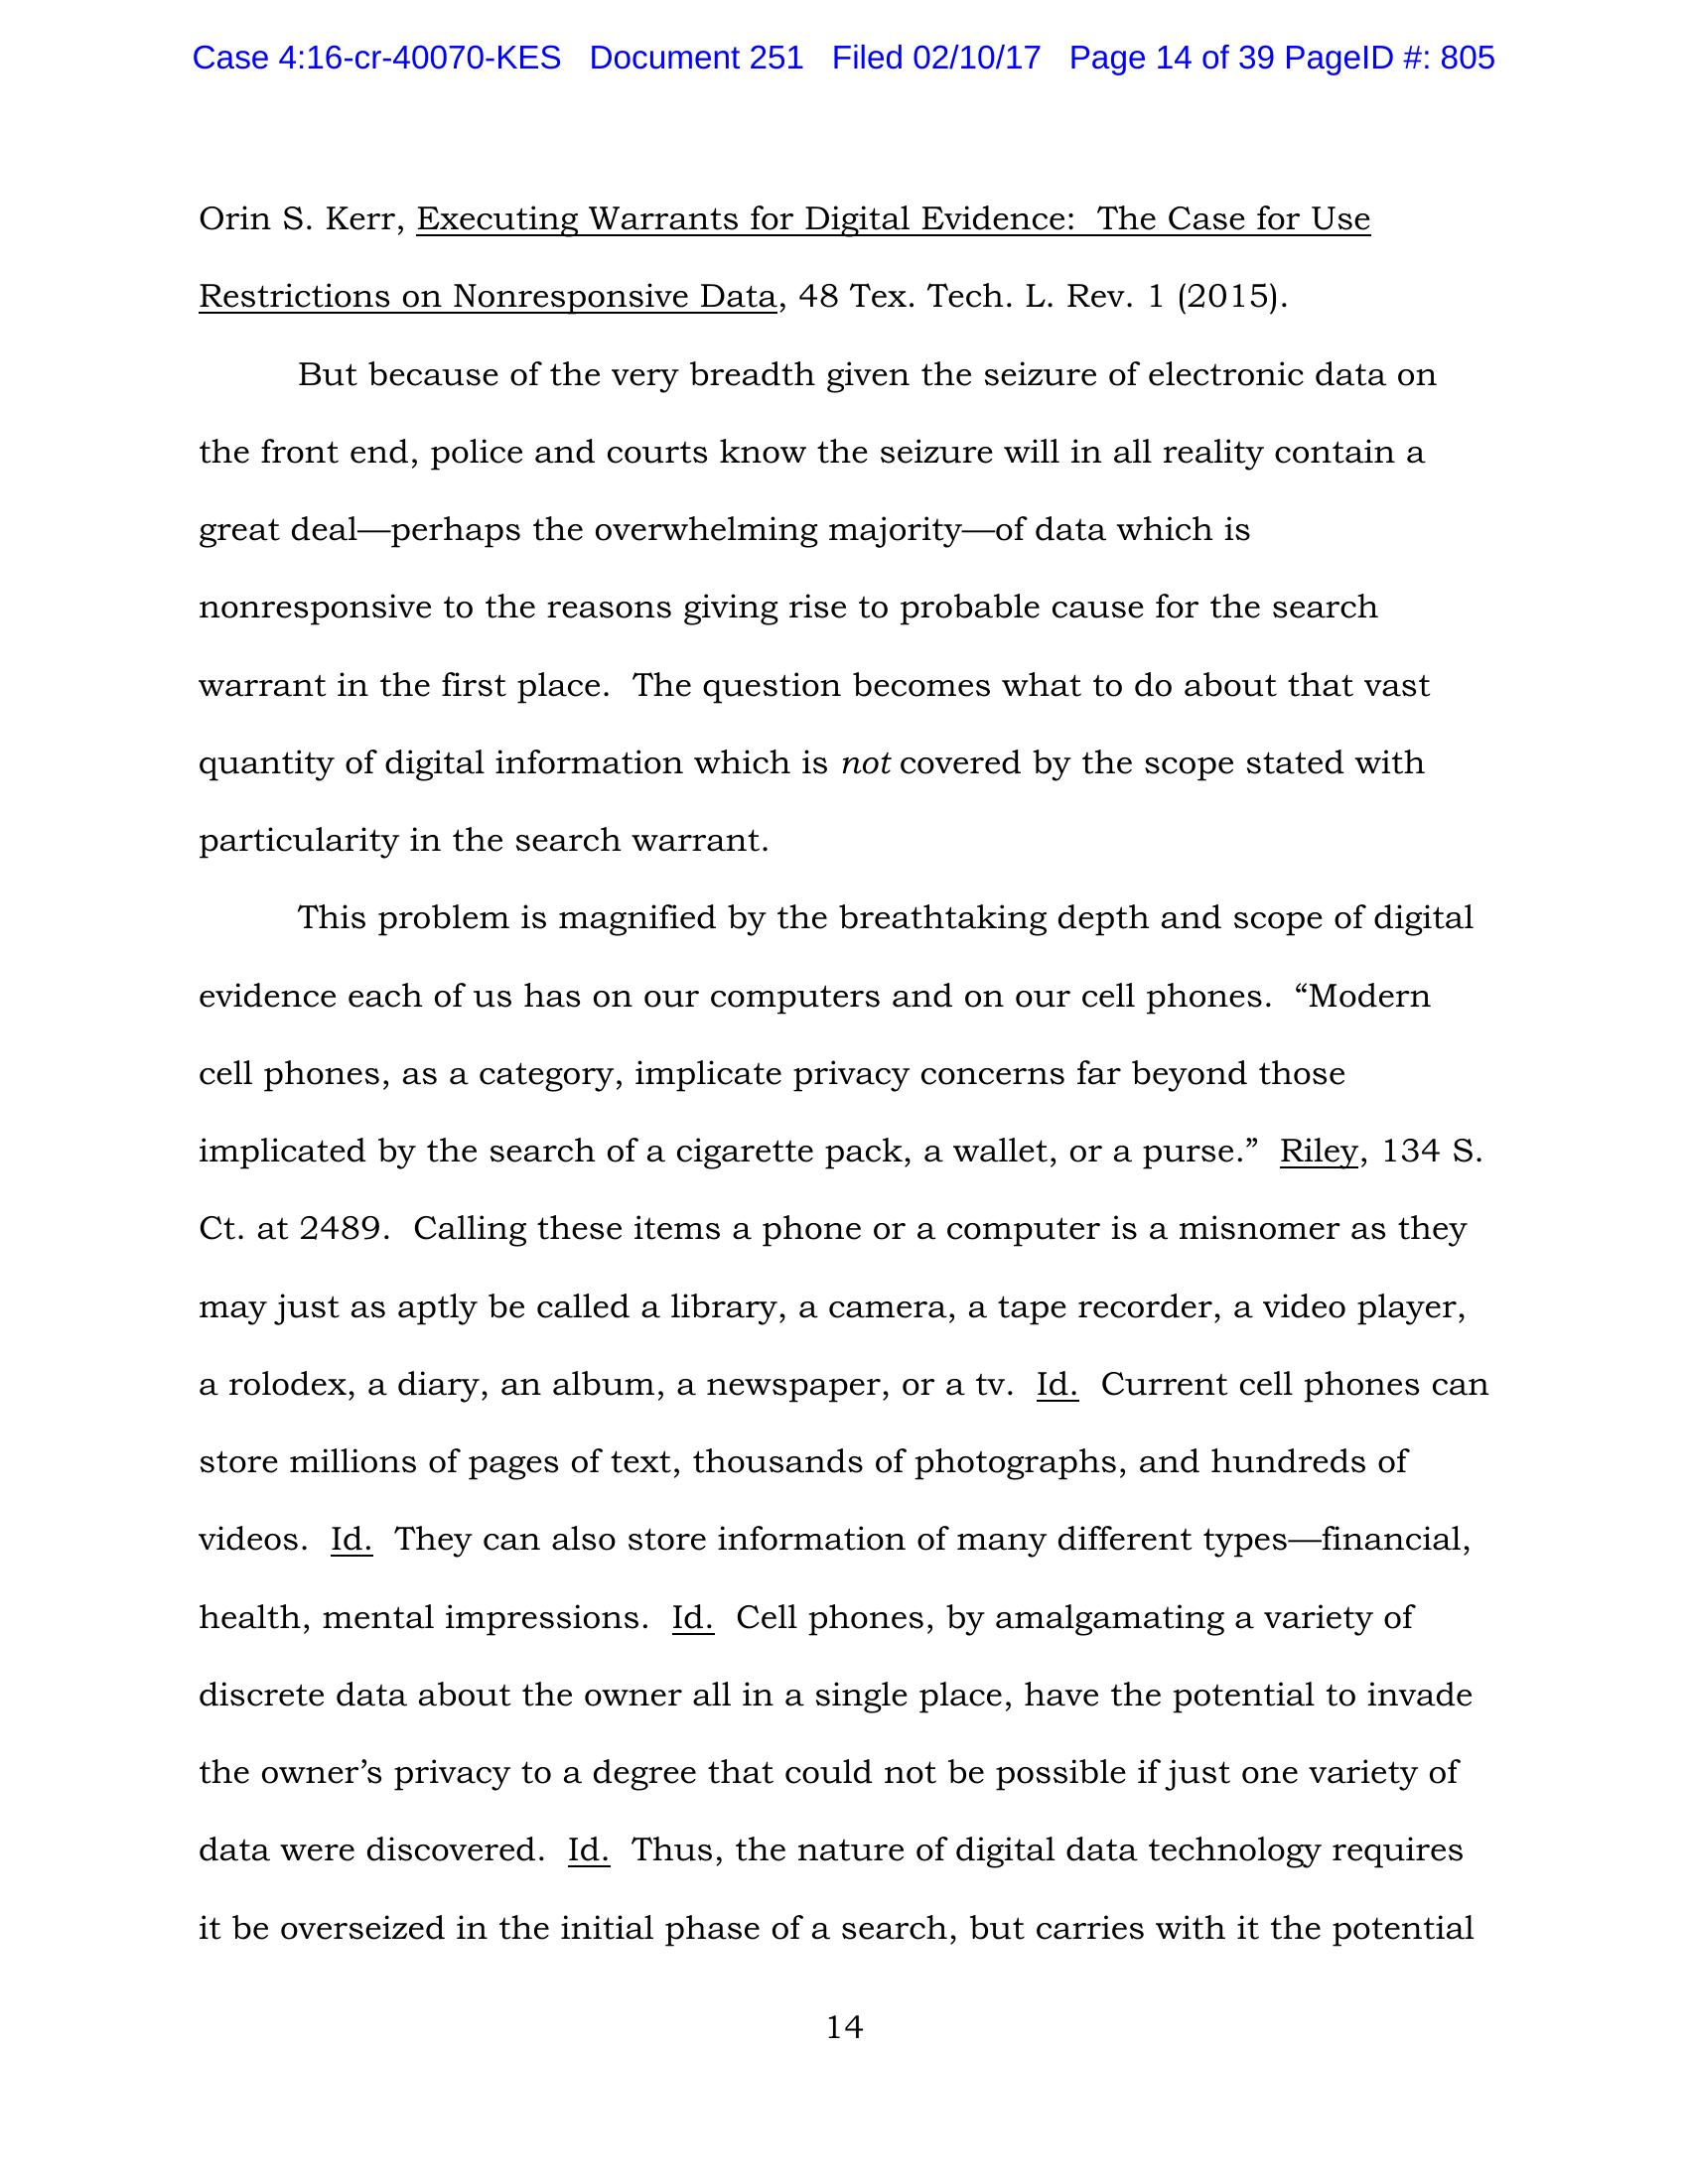 Case 4:16-cr-40070-KES Document 251 Filed 02/10/17 Page 14 of 39 PageID #: 805
Orin S. Kerr, Executing Warrants for Digital Evidence:  The Case for Use
Restrictions on Nonresponsive Data, 48 Tex. Tech. L. Rev. 1 (2015).
But because of the very breadth given the seizure of electronic data on
the front end, police and courts know the seizure will in all reality contain a
great deal—perhaps the overwhelming majority—of data which is
nonresponsive to the reasons giving rise to probable cause for the search
warrant in the first place.  The question becomes what to do about that vast
quantity of digital information which is not covered by the scope stated with
particularity in the search warrant.
This problem is magnified by the breathtaking depth and scope of digital
evidence each of us has on our computers and on our cell phones.  “Modern
cell phones, as a category, implicate privacy concerns far beyond those
implicated by the search of a cigarette pack, a wallet, or a purse.”  Riley, 134 S.
Ct. at 2489.  Calling these items a phone or a computer is a misnomer as they
may just as aptly be called a library, a camera, a tape recorder, a video player,
a rolodex, a diary, an album, a newspaper, or a tv.  Id.  Current cell phones can
store millions of pages of text, thousands of photographs, and hundreds of
videos.  Id.  They can also store information of many different types—financial,
health, mental impressions.  Id.  Cell phones, by amalgamating a variety of
discrete data about the owner all in a single place, have the potential to invade
the owner’s privacy to a degree that could not be possible if just one variety of
data were discovered.  Id.  Thus, the nature of digital data technology requires
it be overseized in the initial phase of a search, but carries with it the potential
14